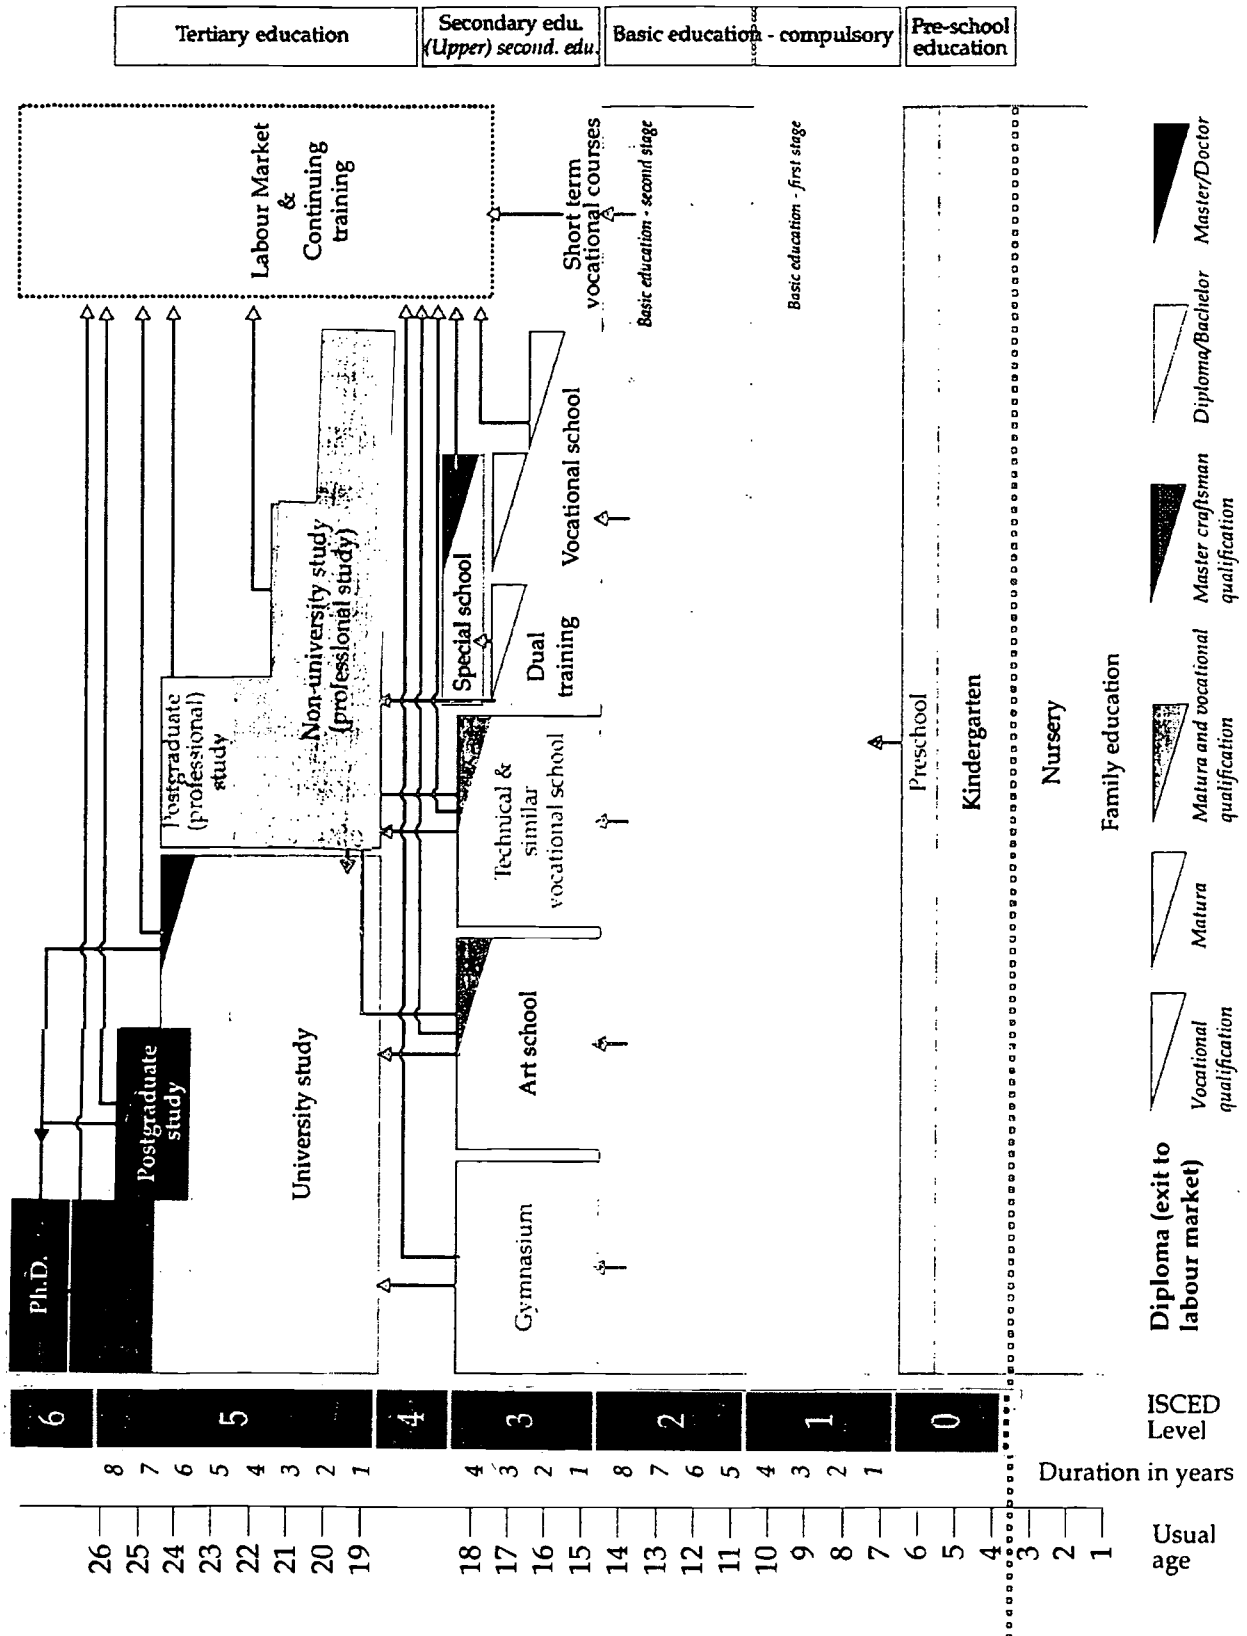 Tertiary education
Secondary edu.
(Upper) second. edu.
Basic education - compulsory
Pre-school
education
Labour Market
&
Continuing
training
Short term
vocational courses
Basic education - second stage
Basic education - first stage
Postgraduate
(professional)
study
Non-university study
(professional study)
Special school
Vocational school
Dual
training
Technical &
similar
vocational school
Art school
Gymnasium
University study
Postgraduate
study
Ph.D.
Preschool
Kindergarten
Nursery
Family education
6
5
4
3
2
1
0
ISCED
Level
8
7
6
5
4
3
2
1
4
3
2
1
8
7
6
5
4
3
2
1
Duration in years
26
25
24
23
22
21
20
19
18
17
16
15
14
13
12
11
10
9
8
7
6
5
4
3
2
1
Usual
age
Diploma (exit to
labour market)
Vocational
qualification
Matura
Matura and vocational
qualification
Master craftsman
qualification
Diploma/Bachelor
Master/Doctor